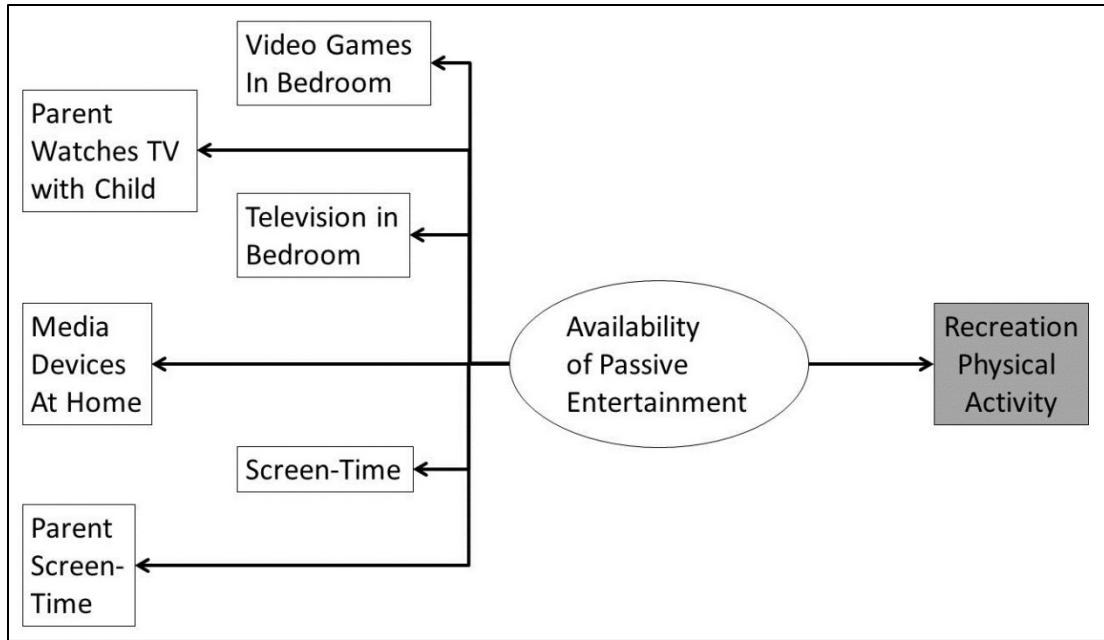 Video Games
In Bedroom
Parent
Watches TV
with Child
Television in
Bedroom
Media
Devices
At Home
Availability
of Passive
Entertainment
Recreation
Physical
Activity
Screen-Time
Parent
Screen-
Time